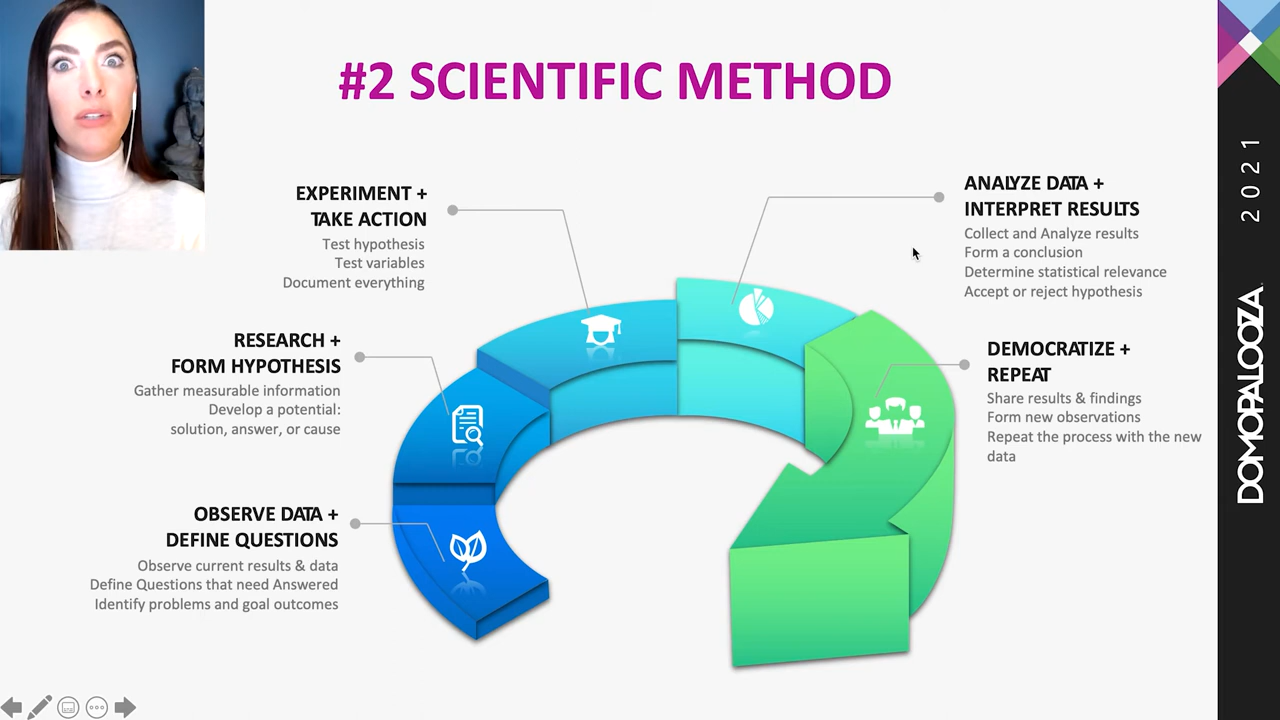 #2 SCIENTIFIC METHOD
EXPERIMENT +
TAKE ACTION
Test hypothesis
Test variables
Document everything
RESEARCH +
FORM HYPOTHESIS
Gather measurable information
Develop a potential:
solution, answer, or cause
OBSERVE DATA +
DEFINE QUESTIONS
Observe current results & data
Define Questions that need Answered
Identify problems and goal outcomes
ANALYZE DATA +
INTERPRET RESULTS
Collect and Analyze results
Form a conclusion
Determine statistical relevance
Accept or reject hypothesis
DEMOCRATIZE +
REPEAT
Share results & findings
Form new observations
Repeat the process with the new
data
DOMOPALOOZA 2021